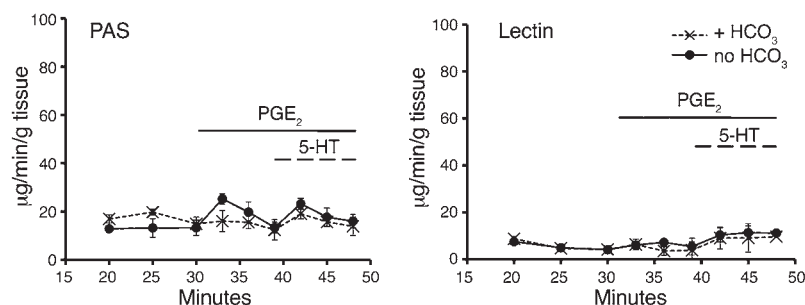 PAS
µg/min/g tissue
100
80
60
40
20
0
PGE2
5-HT
15 20 25 30 35 40 45 50
Minutes
Lectin
µg/min/g tissue
100
80
60
40
20
0
+ HCO3
no HCO3
PGE2
5-HT
15 20 25 30 35 40 45 50
Minutes